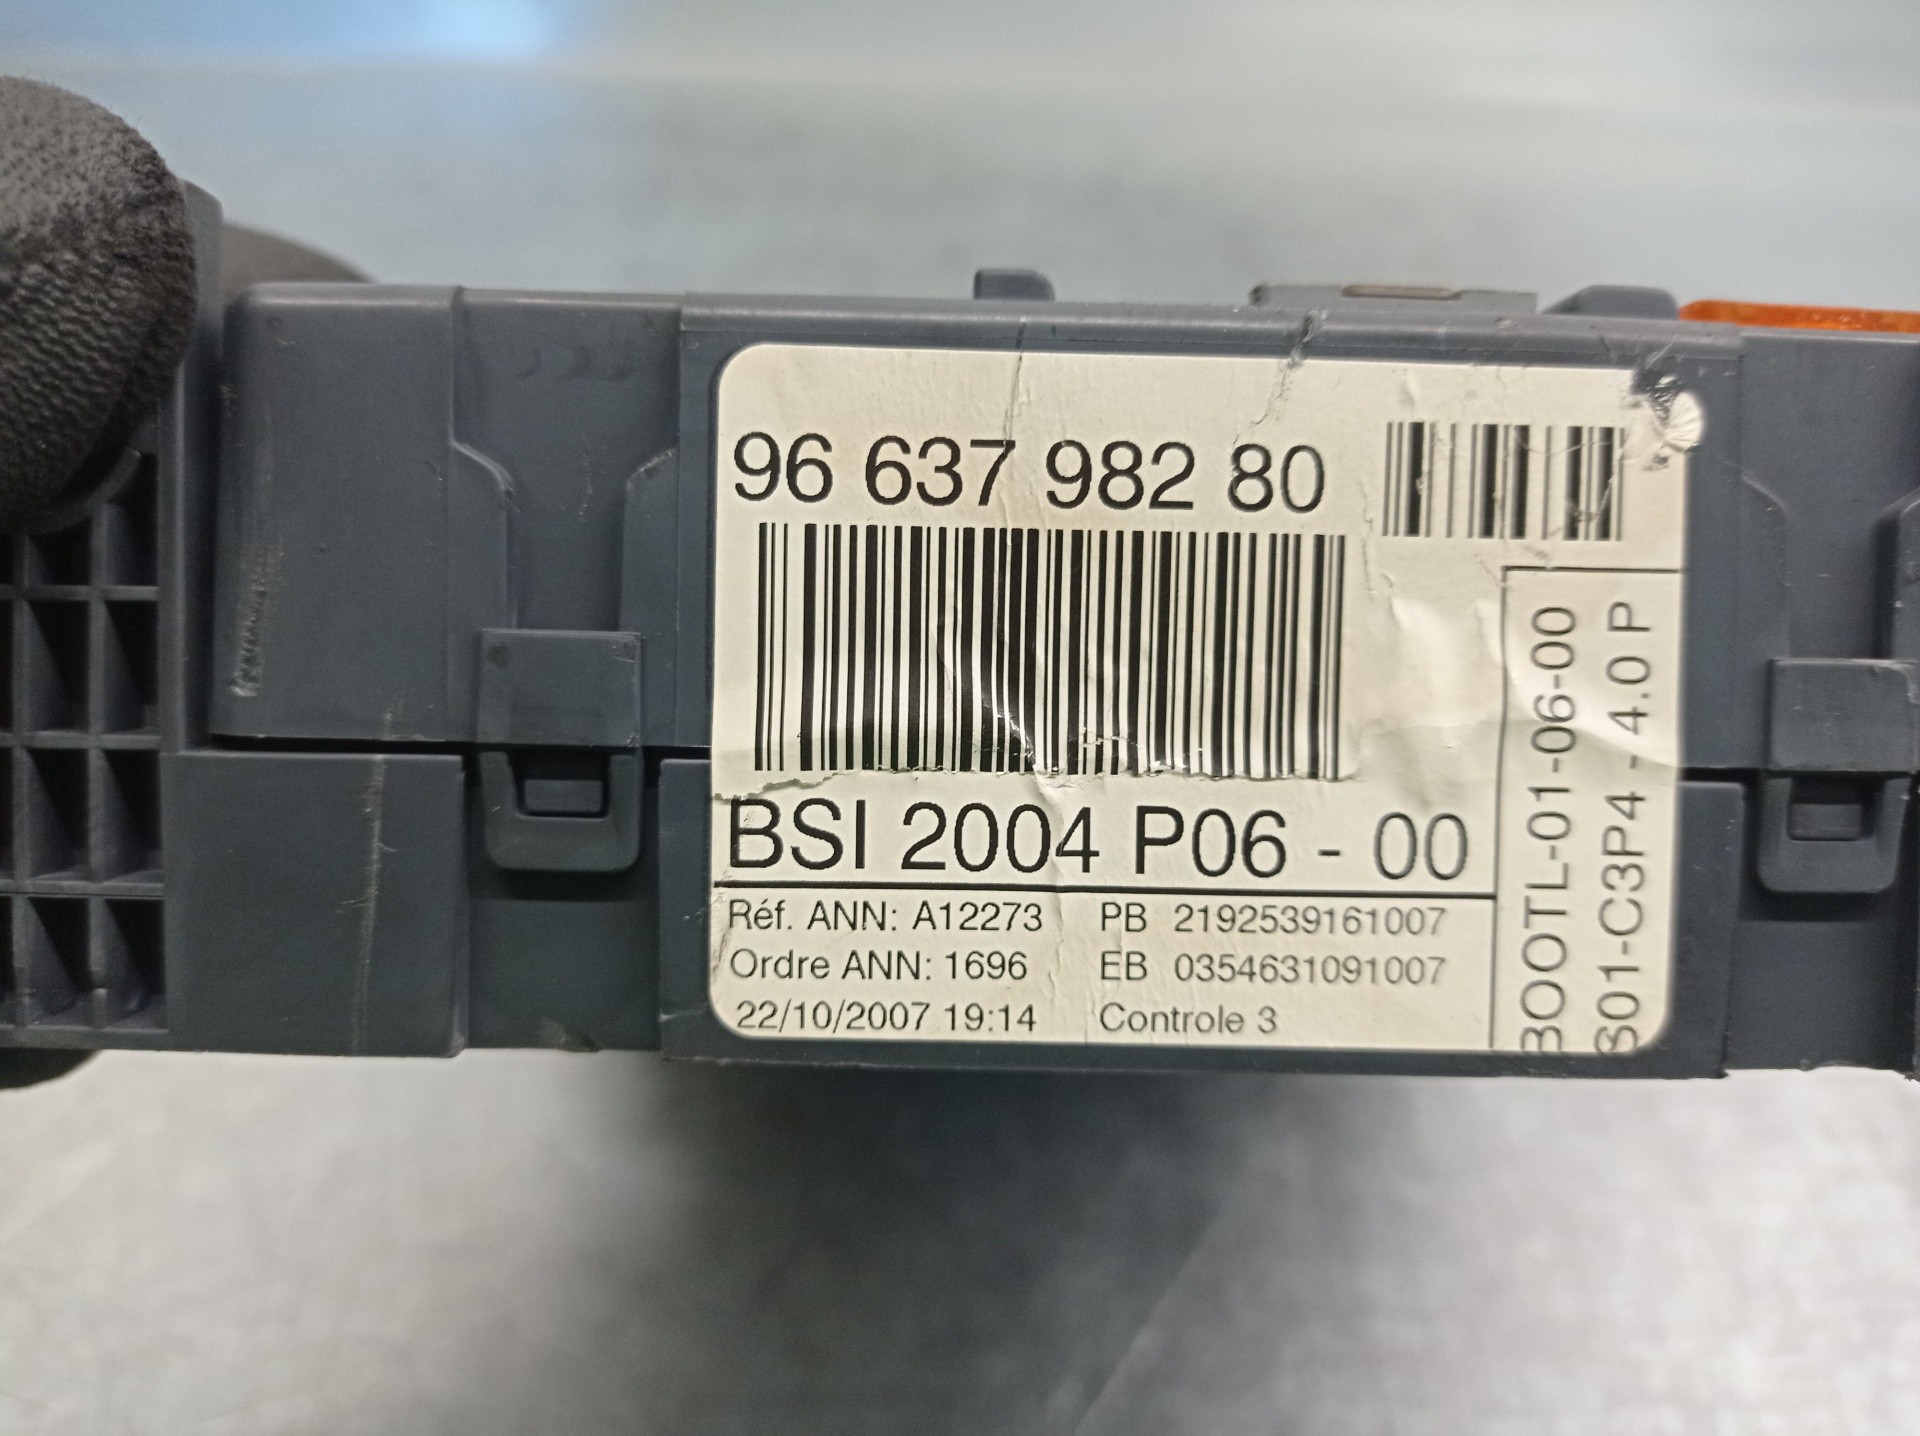 96 637 982 80
BSI 2004 P06 - 00
Réf. ANN: A12273 PB 2192539161007
Ordre ANN: 1696 EB 0354631091007
22/10/2007 19:14 Controle 3
BOOTL-01-06-00
S01-C3P4 - 4.0 P